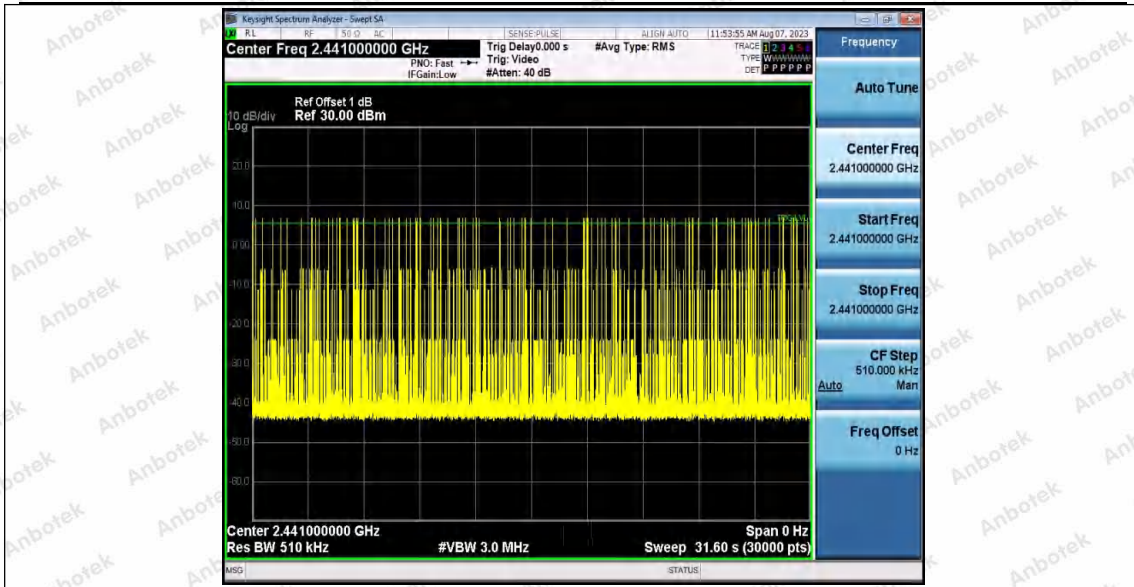 Keysight Spectrum Analyzer - Swept SA
RL RF 50 Ω AC SENSE:PULSE ALIGN AUTO 11:53:55 AM Aug 07, 2023
Center Freq 2.441000000 GHz
PNO: Fast
IFGain:Low
Trig Delay0.000 s
Trig: Video
#Atten: 40 dB
#Avg Type: RMS
TRACE 1 2 3 4 5 6
TYPE WWWWWW
DET P P P P P P
Ref Offset 1 dB
10 dB/div Ref 30.00 dBm
Log
20.0
10.0
0.00
-10.0
-20.0
-30.0
-40.0
-50.0
-60.0
TRIG LVL
Center 2.441000000 GHz Span 0 Hz
Res BW 510 kHz #VBW 3.0 MHz Sweep 31.60 s (30000 pts)
MSG STATUS
Frequency
Auto Tune
Center Freq
2.441000000 GHz
Start Freq
2.441000000 GHz
Stop Freq
2.441000000 GHz
CF Step
510.000 kHz
Auto Man
Freq Offset
0 Hz
Anbotek